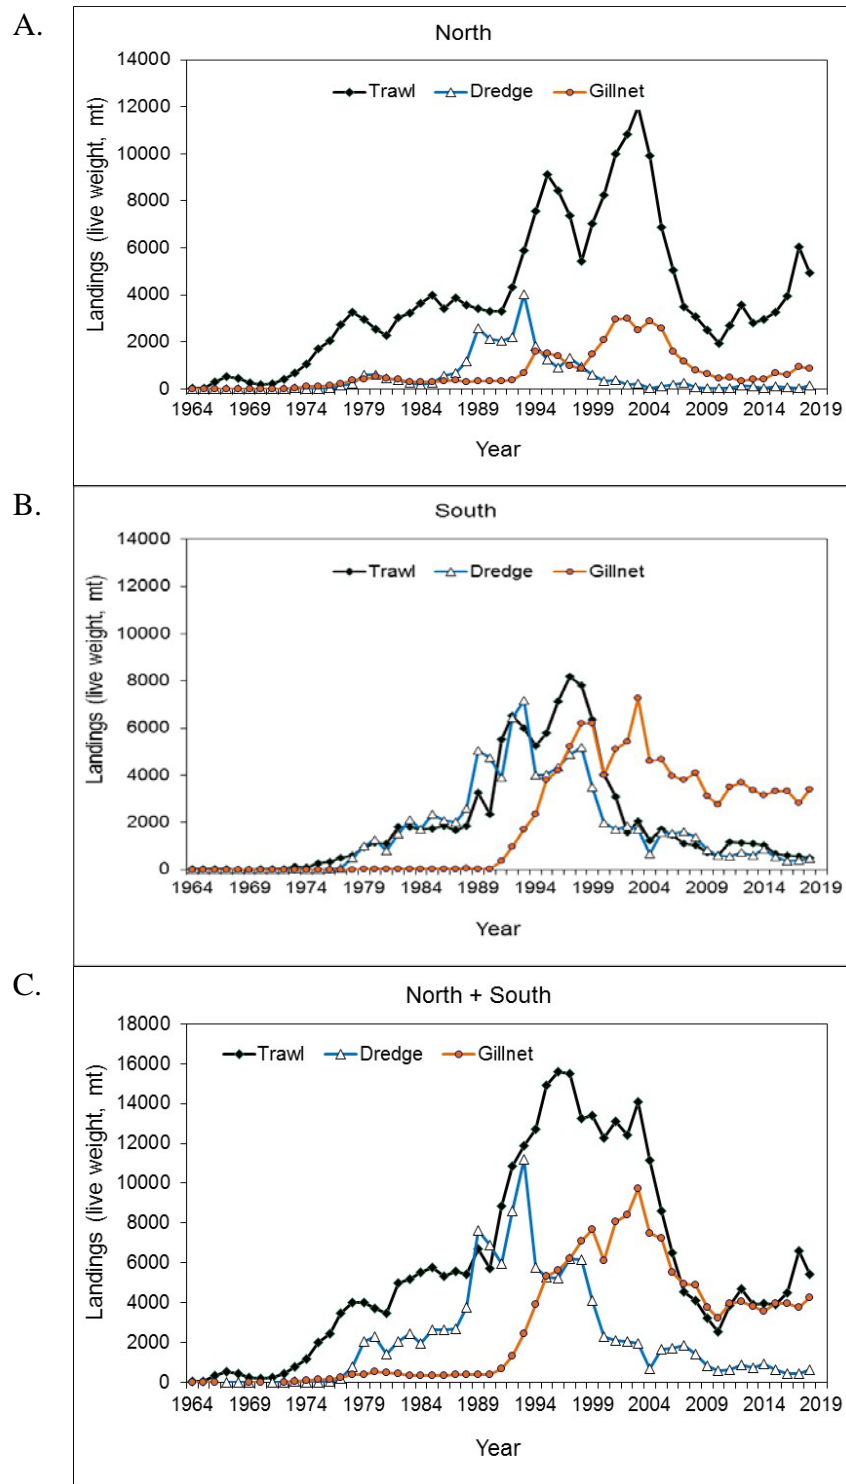 A.
North
14000
12000
10000
8000
6000
4000
2000
0
Landings (live weight, mt)
Trawl Dredge Gillnet
1964 1969 1974 1979 1984 1989 1994 1999 2004 2009 2014 2019
Year
B.
South
14000
12000
10000
8000
6000
4000
2000
0
Landings (live weight, mt)
Trawl Dredge Gillnet
1964 1969 1974 1979 1984 1989 1994 1999 2004 2009 2014 2019
Year
C.
North + South
18000
16000
14000
12000
10000
8000
6000
4000
2000
0
Landings (live weight, mt)
Trawl Dredge Gillnet
1964 1969 1974 1979 1984 1989 1994 1999 2004 2009 2014 2019
Year